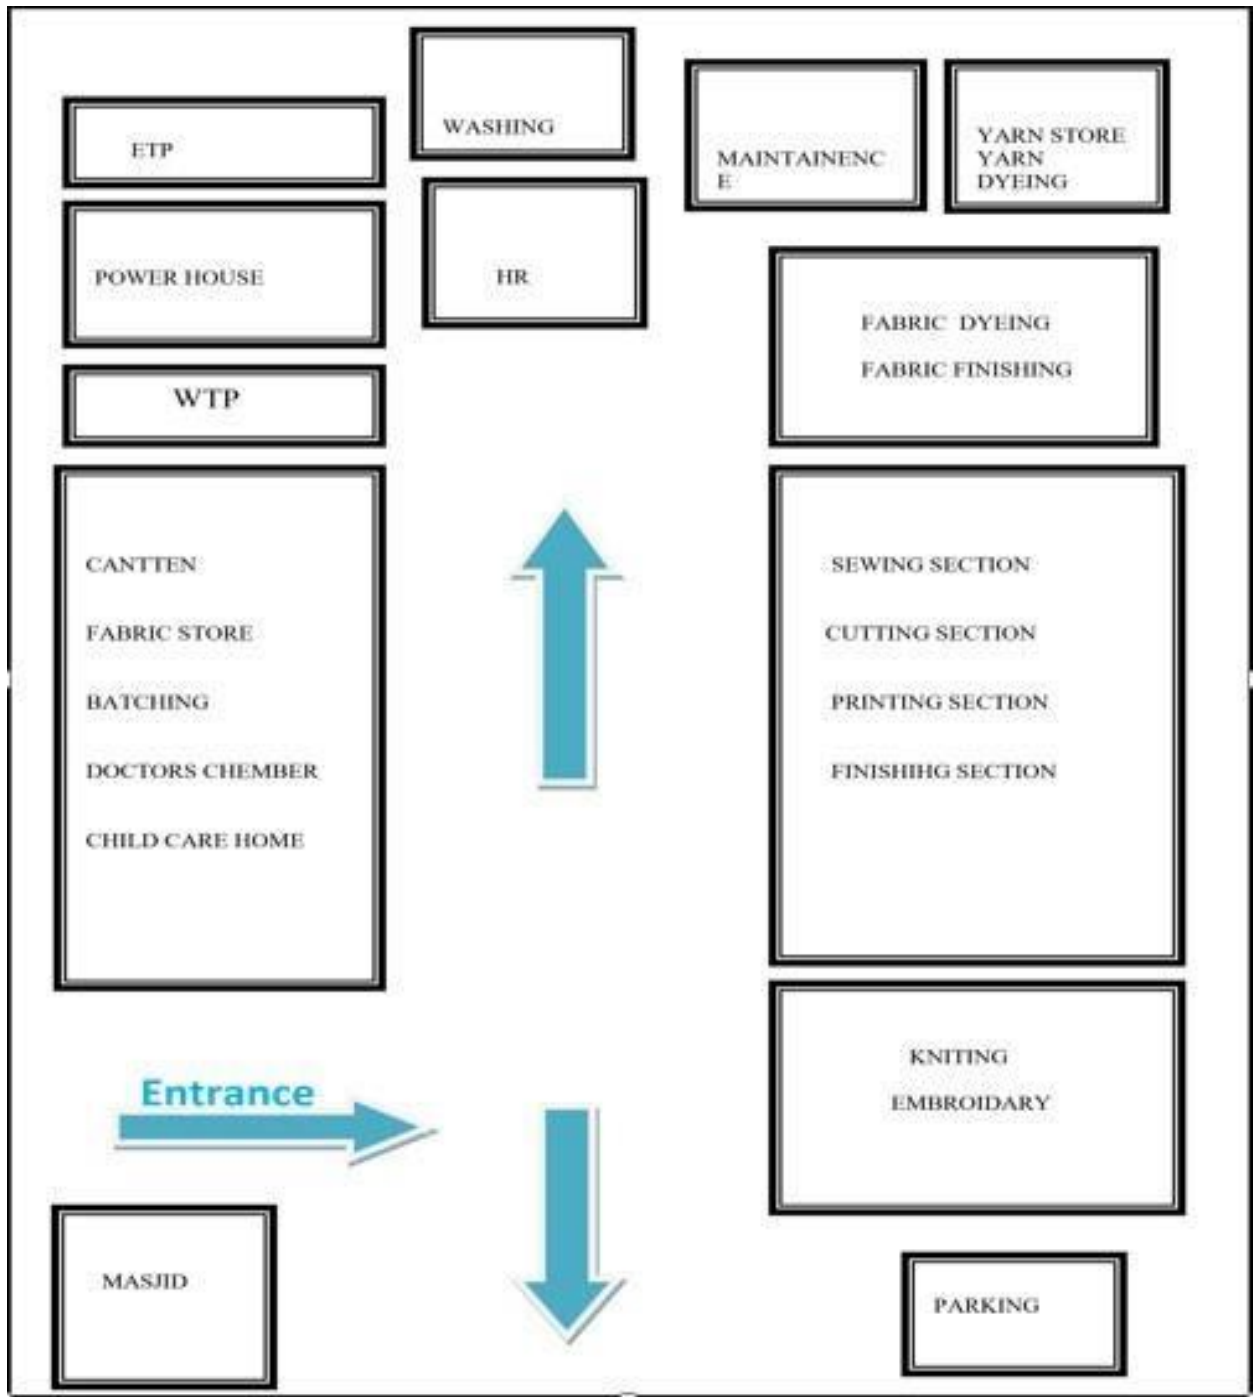 WASHING
ETP
MAINTAINENC
E
YARN STORE
YARN
DYEING
POWER HOUSE
HR
FABRIC DYEING
FABRIC FINISHING
WTP
CANTTEN
FABRIC STORE
BATCHING
DOCTORS CHEMBER
CHILD CARE HOME
SEWING SECTION
CUTTING SECTION
PRINTING SECTION
FINISHIHG SECTION
KNITING
EMBROIDARY
Entrance
MASJID
PARKING